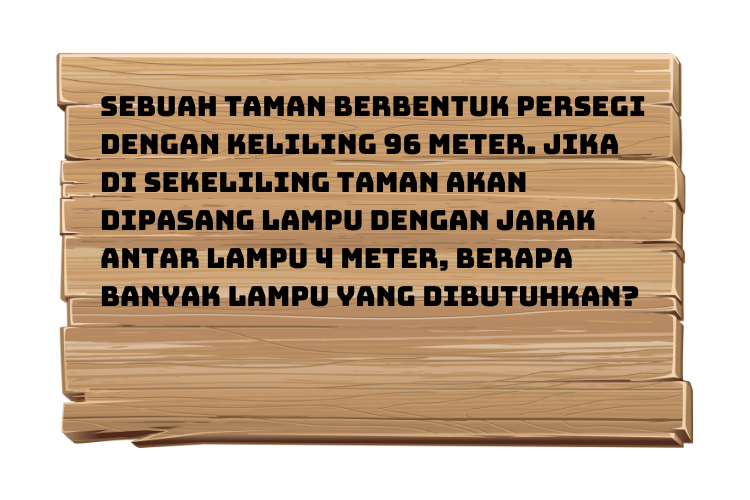 SEBUAH TAMAN BERBENTUK PERSEGI
DENGAN KELILING 96 METER. JIKA
DI SEKELILING TAMAN AKAN
DIPASANG LAMPU DENGAN JARAK
ANTAR LAMPU 4 METER, BERAPA
BANYAK LAMPU YANG DIBUTUHKAN?